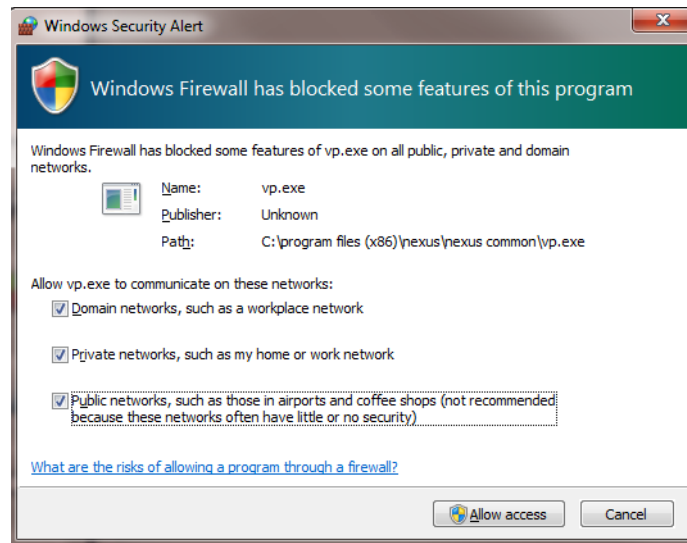 Windows Security Alert
Windows Firewall has blocked some features of this program
Windows Firewall has blocked some features of vp.exe on all public, private and domain
networks.
Name: vp.exe
Publisher: Unknown
Path: C:\program files (x86)\nexus\nexus common\vp.exe
Allow vp.exe to communicate on these networks:
Domain networks, such as a workplace network
Private networks, such as my home or work network
Public networks, such as those in airports and coffee shops (not recommended
because these networks often have little or no security)
What are the risks of allowing a program through a firewall?
Allow access Cancel